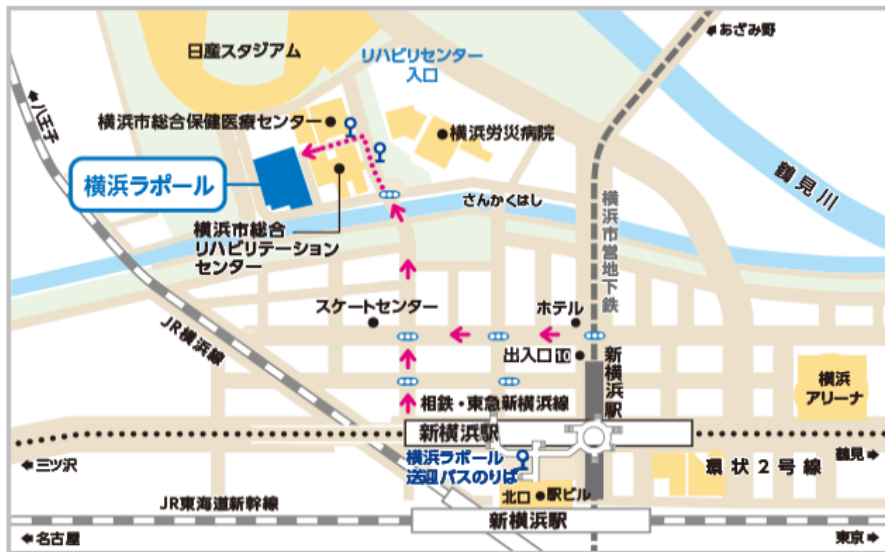 日産スタジアム
リハビリセンター
入口
あざみ野
八王子
横浜市総合保健医療センター
横浜労災病院
横浜ラポール
鶴見川
さんかくはし
横浜市営地下鉄
横浜市総合
リハビリテーション
センター
スケートセンター
ホテル
JR横浜線
出入口10
新横浜駅
横浜
アリーナ
相鉄・東急新横浜線
新横浜駅
三ツ沢
横浜ラポール
送迎バスのりば
環状2号線
鶴見
北口
駅ビル
JR東海道新幹線
新横浜駅
名古屋
東京